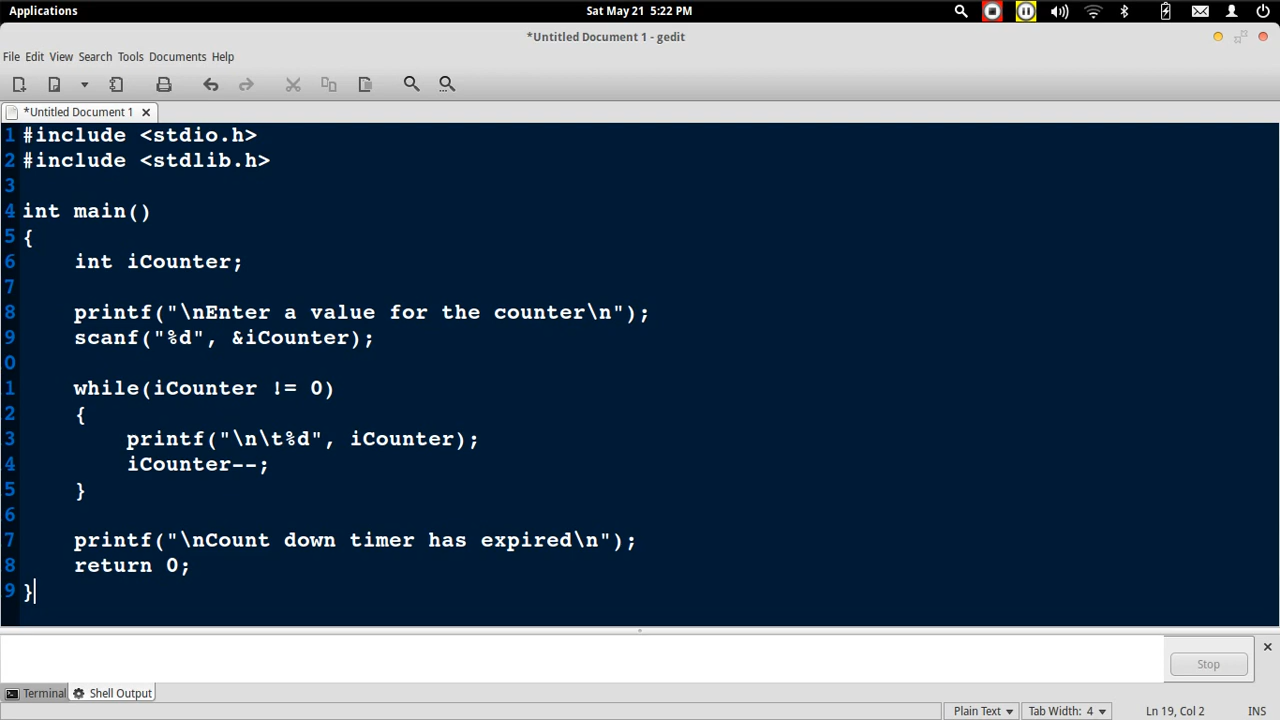 Applications
Sat May 21 5:22 PM
*Untitled Document 1 - gedit
File Edit View Search Tools Documents Help
*Untitled Document 1
1 #include <stdio.h>
2 #include <stdlib.h>
3
4 int main()
5 {
6     int iCounter;
7
8     printf("\nEnter a value for the counter\n");
9     scanf("%d", &iCounter);
0
1     while(iCounter != 0)
2     {
3         printf("\n\t%d", iCounter);
4         iCounter--;
5     }
6
7     printf("\nCount down timer has expired\n");
8     return 0;
9 }
Stop
Terminal Shell Output
Plain Text Tab Width: 4 Ln 19, Col 2 INS